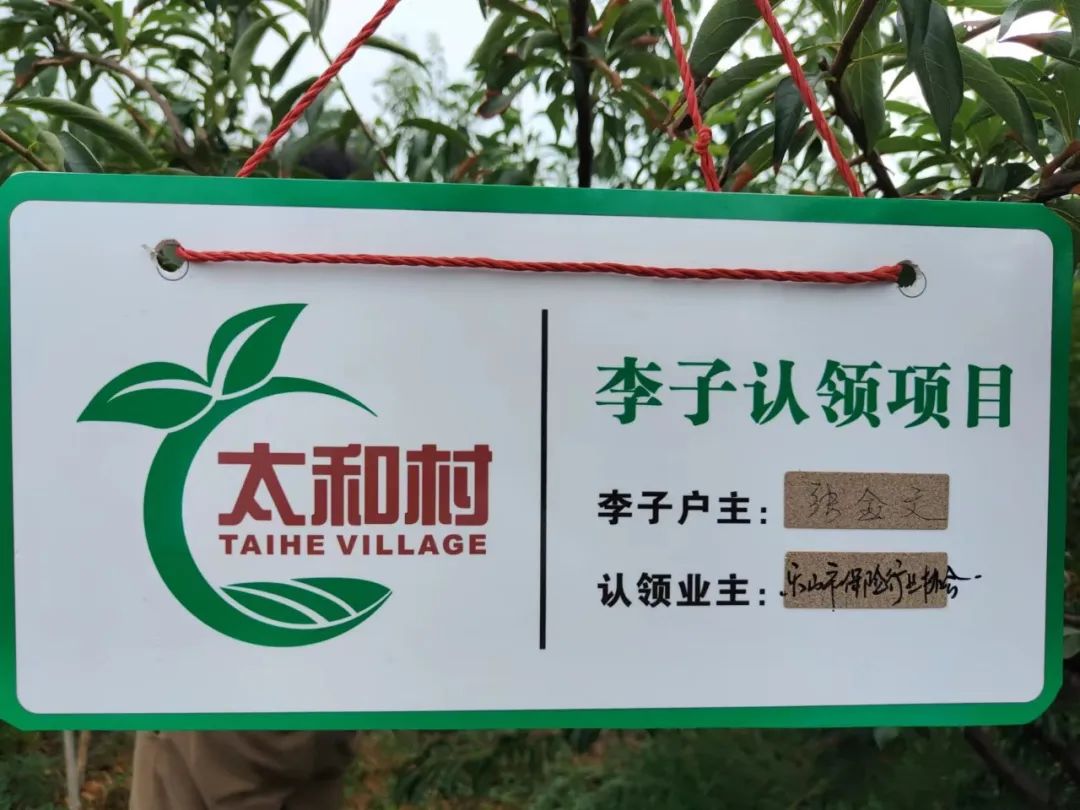 太和村
TAIHE VILLAGE
李子认领项目
李子户主：张金文
认领业主：乐山市保险行业协会